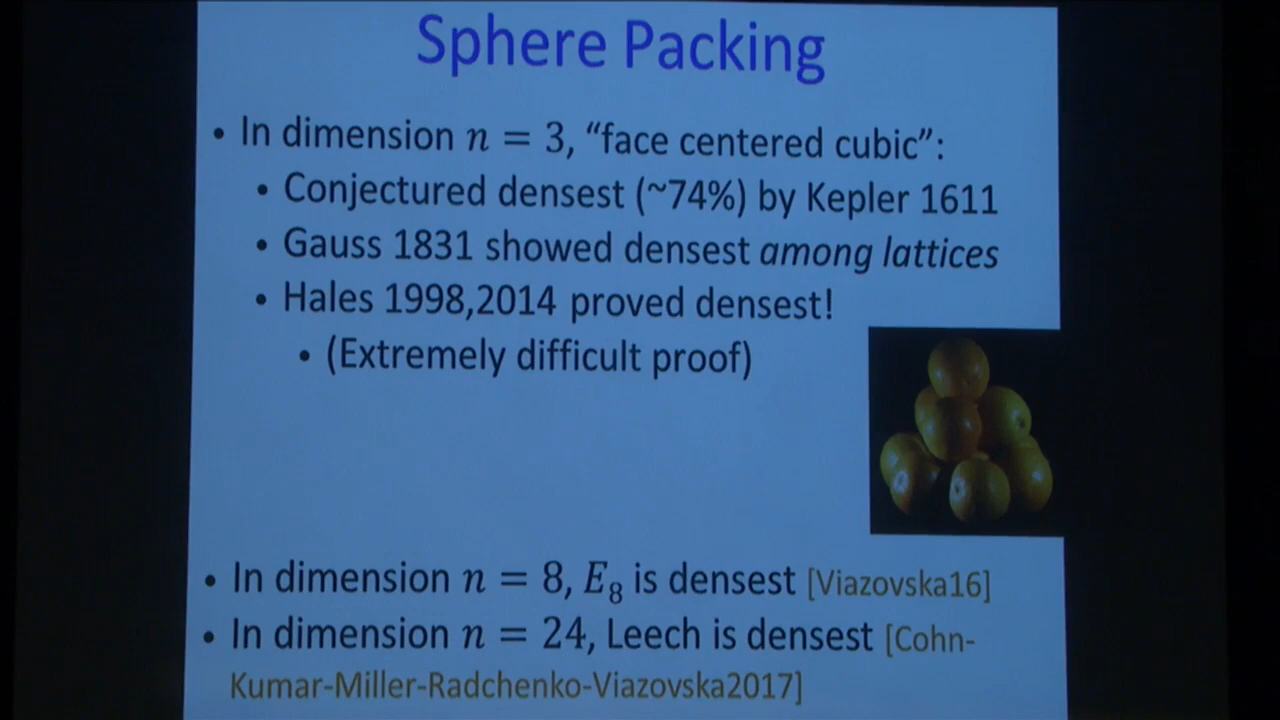 Sphere Packing
• In dimension n = 3, “face centered cubic”:
• Conjectured densest (~74%) by Kepler 1611
• Gauss 1831 showed densest among lattices
• Hales 1998,2014 proved densest!
• (Extremely difficult proof)
• In dimension n = 8, E₈ is densest [Viazovska16]
• In dimension n = 24, Leech is densest [Cohn-
Kumar-Miller-Radchenko-Viazovska2017]